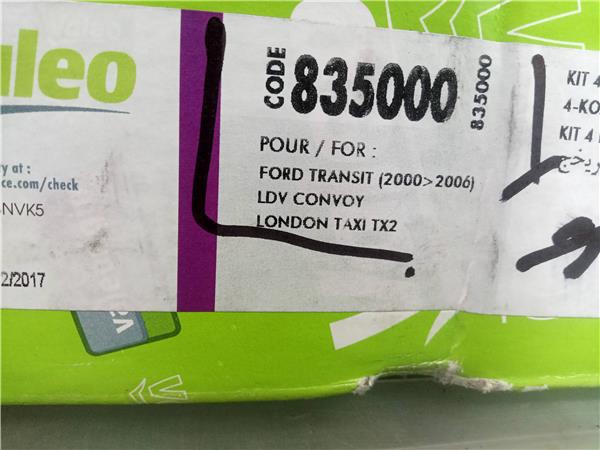 aleo
CODE 835000
835000
POUR / FOR :
FORD TRANSIT (2000>2006)
LDV CONVOY
LONDON TAXI TX2
KIT 4
4-KO
KIT 4
y at :
ce.com/check
NVK5
2/2017